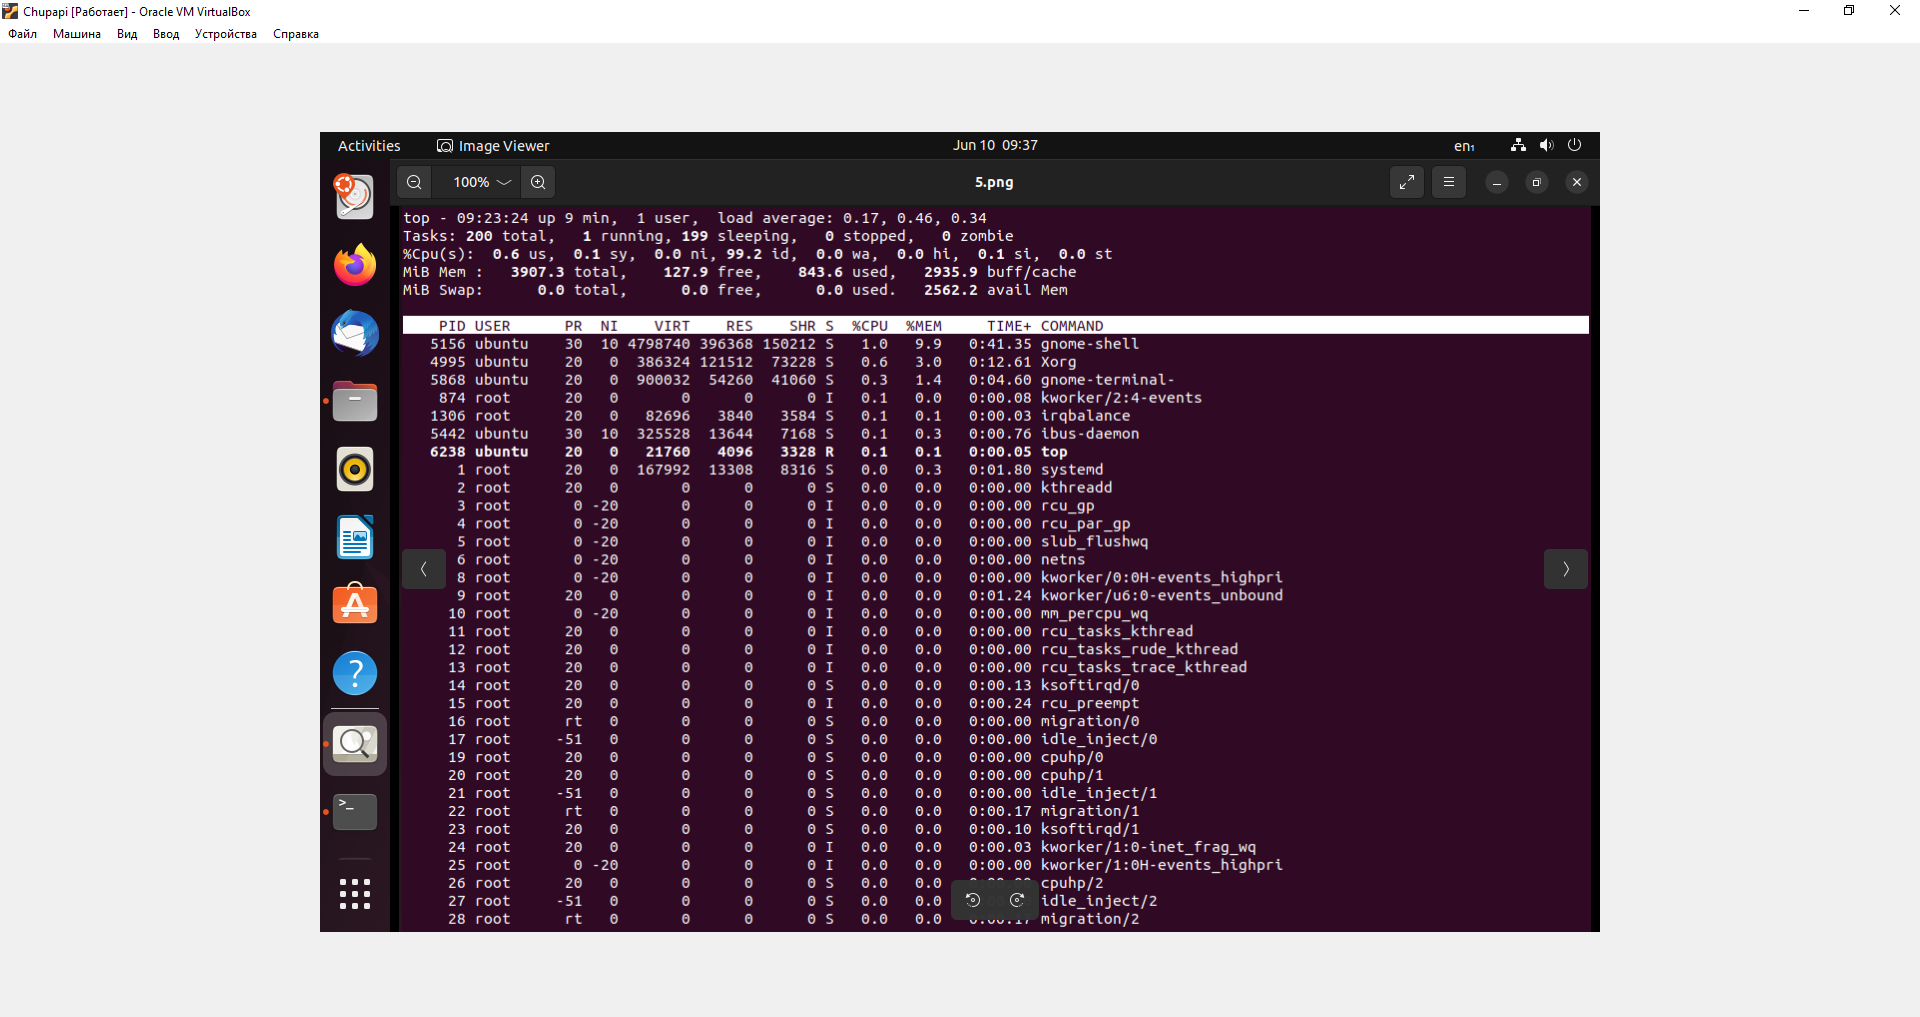 Chupapi [Работает] - Oracle VM VirtualBox
Файл Машина Вид Ввод Устройства Справка
Activities Image Viewer Jun 10 09:37 en₁
100% 5.png
top - 09:23:24 up 9 min, 1 user, load average: 0.17, 0.46, 0.34
Tasks: 200 total, 1 running, 199 sleeping, 0 stopped, 0 zombie
%Cpu(s): 0.6 us, 0.1 sy, 0.0 ni, 99.2 id, 0.0 wa, 0.0 hi, 0.1 si, 0.0 st
MiB Mem : 3907.3 total, 127.9 free, 843.6 used, 2935.9 buff/cache
MiB Swap: 0.0 total, 0.0 free, 0.0 used. 2562.2 avail Mem
PID USER PR NI VIRT RES SHR S %CPU %MEM TIME+ COMMAND
5156 ubuntu 30 10 4798740 396368 150212 S 1.0 9.9 0:41.35 gnome-shell
4995 ubuntu 20 0 386324 121512 73228 S 0.6 3.0 0:12.61 Xorg
5868 ubuntu 20 0 900032 54260 41060 S 0.3 1.4 0:04.60 gnome-terminal-
874 root 20 0 0 0 0 I 0.1 0.0 0:00.08 kworker/2:4-events
1306 root 20 0 82696 3840 3584 S 0.1 0.1 0:00.03 irqbalance
5442 ubuntu 30 10 325528 13644 7168 S 0.1 0.3 0:00.76 ibus-daemon
6238 ubuntu 20 0 21760 4096 3328 R 0.1 0.1 0:00.05 top
1 root 20 0 167992 13308 8316 S 0.0 0.3 0:01.80 systemd
2 root 20 0 0 0 0 S 0.0 0.0 0:00.00 kthreadd
3 root 0 -20 0 0 0 I 0.0 0.0 0:00.00 rcu_gp
4 root 0 -20 0 0 0 I 0.0 0.0 0:00.00 rcu_par_gp
5 root 0 -20 0 0 0 I 0.0 0.0 0:00.00 slub_flushwq
6 root 0 -20 0 0 0 I 0.0 0.0 0:00.00 netns
8 root 0 -20 0 0 0 I 0.0 0.0 0:00.00 kworker/0:0H-events_highpri
9 root 20 0 0 0 0 I 0.0 0.0 0:01.24 kworker/u6:0-events_unbound
10 root 0 -20 0 0 0 I 0.0 0.0 0:00.00 mm_percpu_wq
11 root 20 0 0 0 0 I 0.0 0.0 0:00.00 rcu_tasks_kthread
12 root 20 0 0 0 0 I 0.0 0.0 0:00.00 rcu_tasks_rude_kthread
13 root 20 0 0 0 0 I 0.0 0.0 0:00.00 rcu_tasks_trace_kthread
14 root 20 0 0 0 0 S 0.0 0.0 0:00.13 ksoftirqd/0
15 root 20 0 0 0 0 I 0.0 0.0 0:00.24 rcu_preempt
16 root rt 0 0 0 0 S 0.0 0.0 0:00.00 migration/0
17 root -51 0 0 0 0 S 0.0 0.0 0:00.00 idle_inject/0
19 root 20 0 0 0 0 S 0.0 0.0 0:00.00 cpuhp/0
20 root 20 0 0 0 0 S 0.0 0.0 0:00.00 cpuhp/1
21 root -51 0 0 0 0 S 0.0 0.0 0:00.00 idle_inject/1
22 root rt 0 0 0 0 S 0.0 0.0 0:00.17 migration/1
23 root 20 0 0 0 0 S 0.0 0.0 0:00.10 ksoftirqd/1
24 root 20 0 0 0 0 I 0.0 0.0 0:00.03 kworker/1:0-inet_frag_wq
25 root 0 -20 0 0 0 I 0.0 0.0 0:00.00 kworker/1:0H-events_highpri
26 root 20 0 0 0 0 S 0.0 0.0 cpuhp/2
27 root -51 0 0 0 0 S 0.0 0.0 idle_inject/2
28 root rt 0 0 0 0 S 0.0 0.0 migration/2